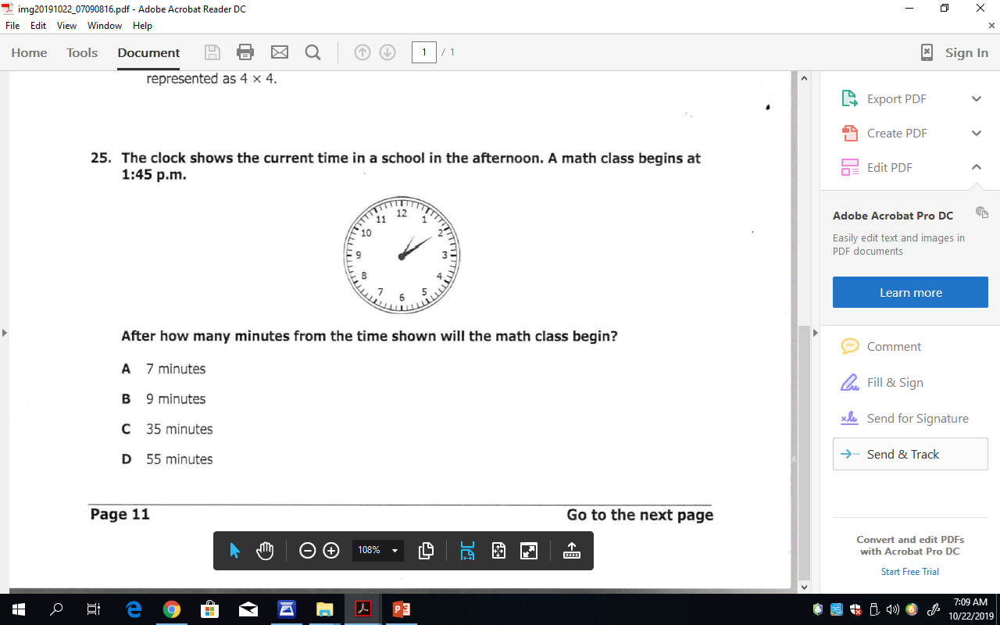 img20191022_07090816.pdf - Adobe Acrobat Reader DC
File Edit View Window Help
Home Tools Document 1 / 1 Sign In
represented as 4 × 4.
25. The clock shows the current time in a school in the afternoon. A math class begins at
1:45 p.m.
12
11 1
10 2
9 3
8 4
7 5
6
After how many minutes from the time shown will the math class begin?
A 7 minutes
B 9 minutes
C 35 minutes
D 55 minutes
Page 11 Go to the next page
108%
Export PDF
Create PDF
Edit PDF
Adobe Acrobat Pro DC
Easily edit text and images in
PDF documents
Learn more
Comment
Fill & Sign
Send for Signature
Send & Track
Convert and edit PDFs
with Acrobat Pro DC
Start Free Trial
7:09 AM
10/22/2019